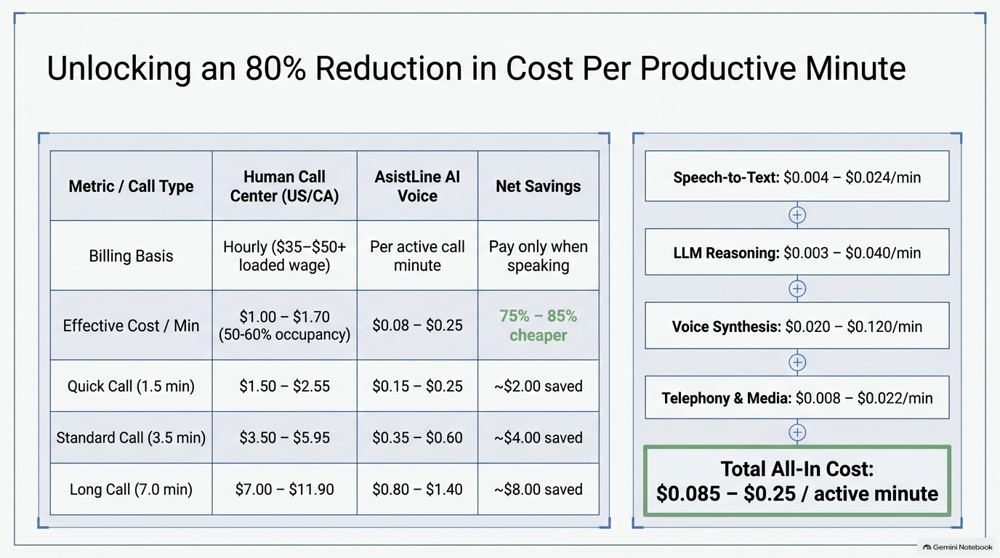 Unlocking an 80% Reduction in Cost Per Productive Minute
Metric / Call Type
Human Call
Center (US/CA)
AsistLine AI
Voice
Net Savings
Billing Basis
Hourly ($35–$50+
loaded wage)
Per active call
minute
Pay only when
speaking
Effective Cost / Min
$1.00 – $1.70
(50-60% occupancy)
$0.08 – $0.25
75% – 85%
cheaper
Quick Call (1.5 min)
$1.50 – $2.55
$0.15 – $0.25
~$2.00 saved
Standard Call (3.5 min)
$3.50 – $5.95
$0.35 – $0.60
~$4.00 saved
Long Call (7.0 min)
$7.00 – $11.90
$0.80 – $1.40
~$8.00 saved
Speech-to-Text: $0.004 – $0.024/min
LLM Reasoning: $0.003 – $0.040/min
Voice Synthesis: $0.020 – $0.120/min
Telephony & Media: $0.008 – $0.022/min
Total All-In Cost:
$0.085 – $0.25 / active minute
Gemini Notebook